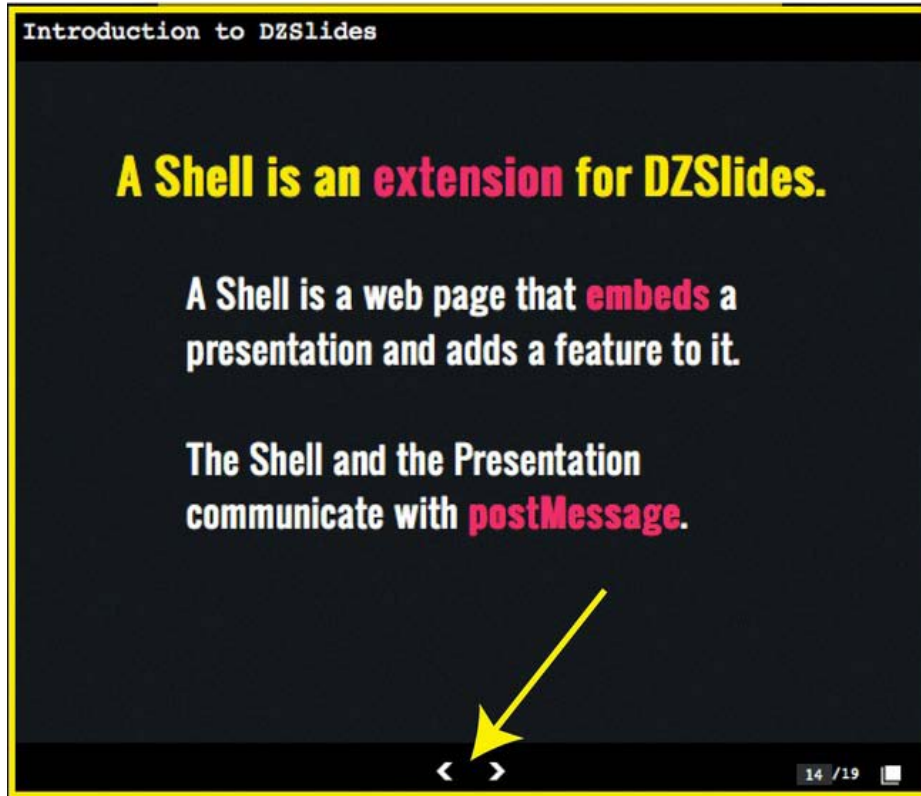 Introduction to DZSlides
A Shell is an extension for DZSlides.
A Shell is a web page that embeds a
presentation and adds a feature to it.
The Shell and the Presentation
communicate with postMessage.
14 /19